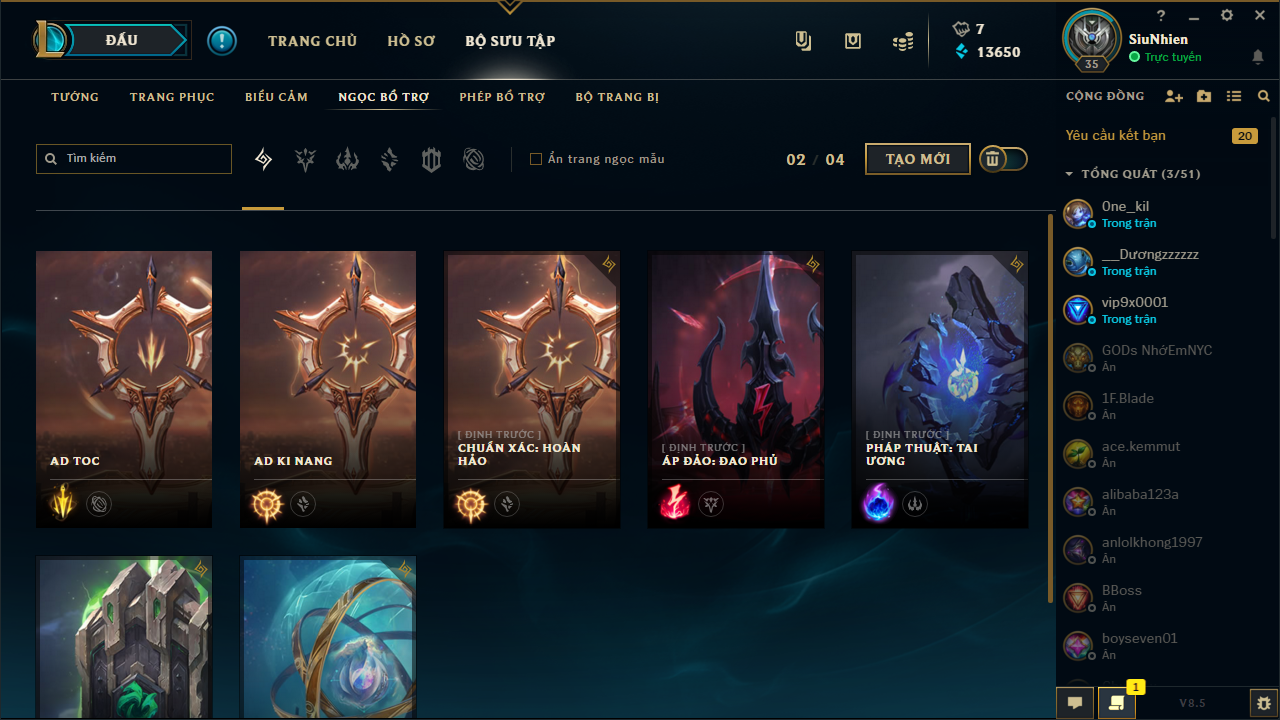 ĐẤU
TRANG CHỦ
HỒ SƠ
BỘ SƯU TẬP
7
13650
?
SiuNhien
Trực tuyến
35
TƯỚNG
TRANG PHỤC
BIỂU CẢM
NGỌC BỔ TRỢ
PHÉP BỔ TRỢ
BỘ TRANG BỊ
Tìm kiếm
Ẩn trang ngọc mẫu
02 / 04
TẠO MỚI
AD TOC
AD KI NANG
[ ĐỊNH TRƯỚC ]
CHUẨN XÁC: HOÀN
HẢO
[ ĐỊNH TRƯỚC ]
ÁP ĐẢO: ĐAO PHỦ
[ ĐỊNH TRƯỚC ]
PHÁP THUẬT: TAI
ƯƠNG
CỘNG ĐỒNG
Yêu cầu kết bạn
20
TỔNG QUÁT (3/51)
0ne_kil
Trong trận
__Dươngzzzzzz
Trong trận
vip9x0001
Trong trận
GODs NhớEmNYC
Ẩn
1F.Blade
Ẩn
ace.kemmut
Ẩn
alibaba123a
Ẩn
anlolkhong1997
Ẩn
BBoss
Ẩn
boyseven01
Ẩn
1
V8.5